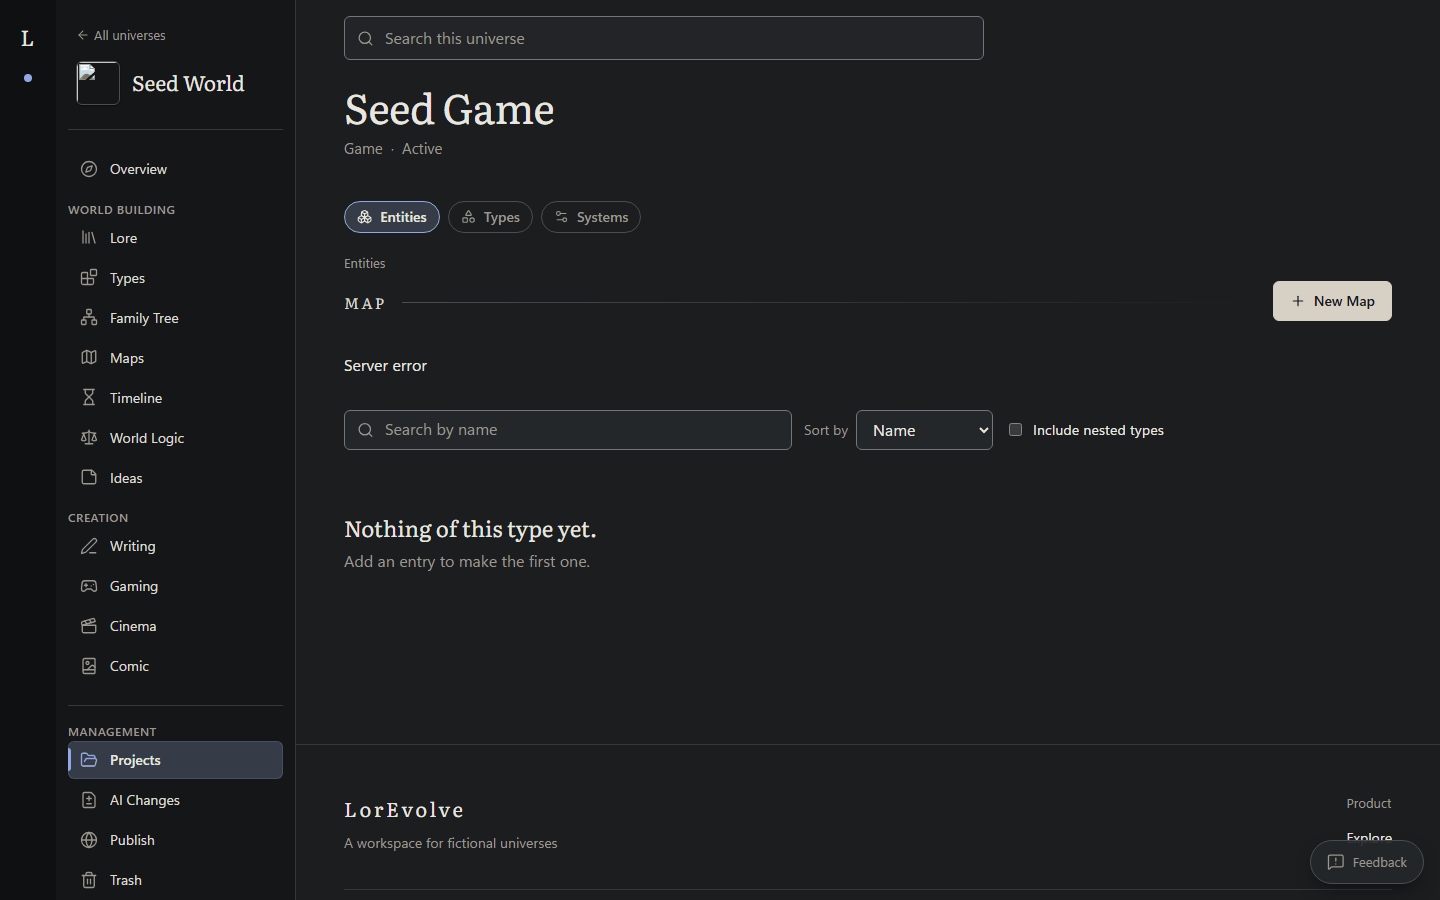 L
All universes
Seed World
Overview
WORLD BUILDING
Lore
Types
Family Tree
Maps
Timeline
World Logic
Ideas
CREATION
Writing
Gaming
Cinema
Comic
MANAGEMENT
Projects
AI Changes
Publish
Trash
Search this universe
Seed Game
Game · Active
Entities Types Systems
Entities
MAP
New Map
Server error
Search by name
Sort by Name Include nested types
Nothing of this type yet.
Add an entry to make the first one.
LorEvolve
A workspace for fictional universes
Product
Explore
Feedback